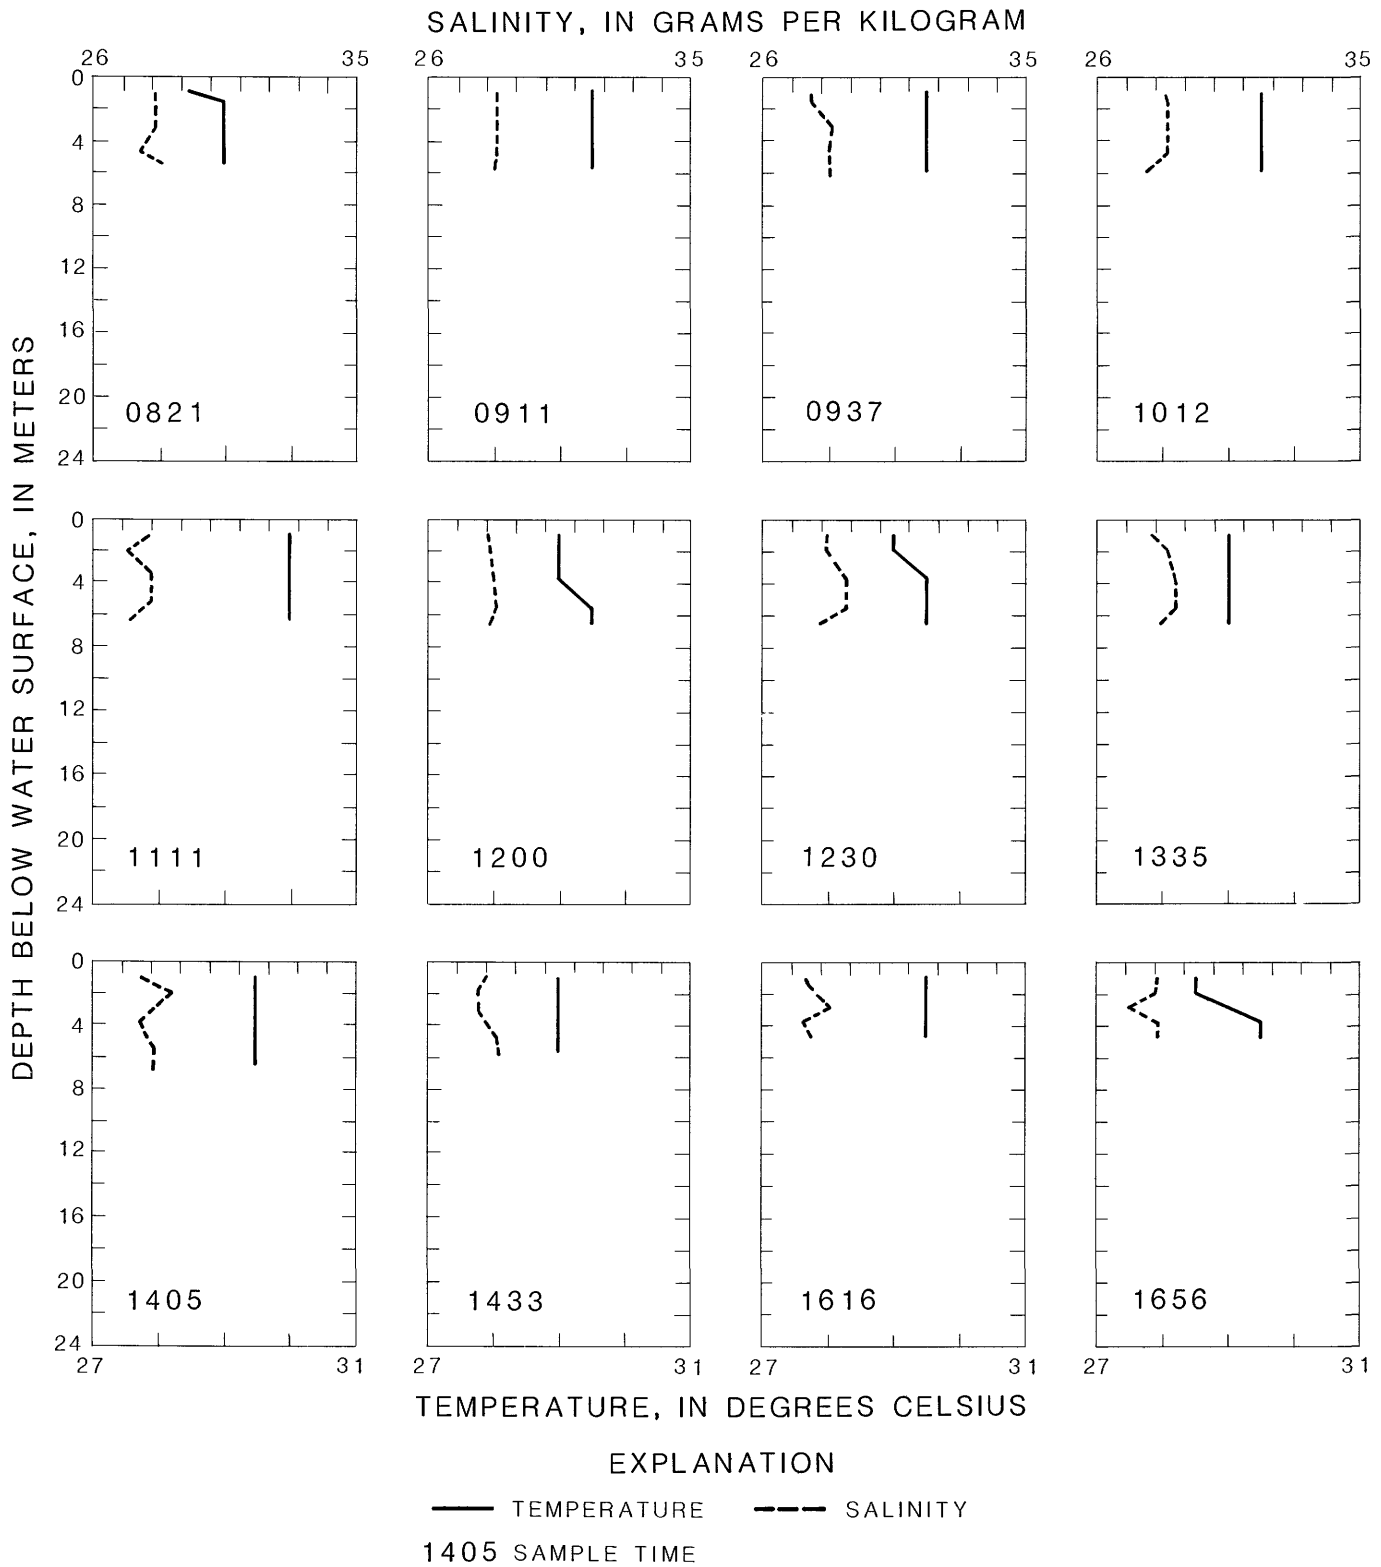 SALINITY, IN GRAMS PER KILOGRAM
26 35 26 35 26 35 26 35
0
4
8
12
16
20
24
0821 0911 0937 1012
0
4
8
12
16
20
24
1111 1200 1230 1335
0
4
8
12
16
20
24
1405 1433 1616 1656
27 31 27 31 27 31 27 31
DEPTH BELOW WATER SURFACE, IN METERS
TEMPERATURE, IN DEGREES CELSIUS
EXPLANATION
TEMPERATURE SALINITY
1405 SAMPLE TIME